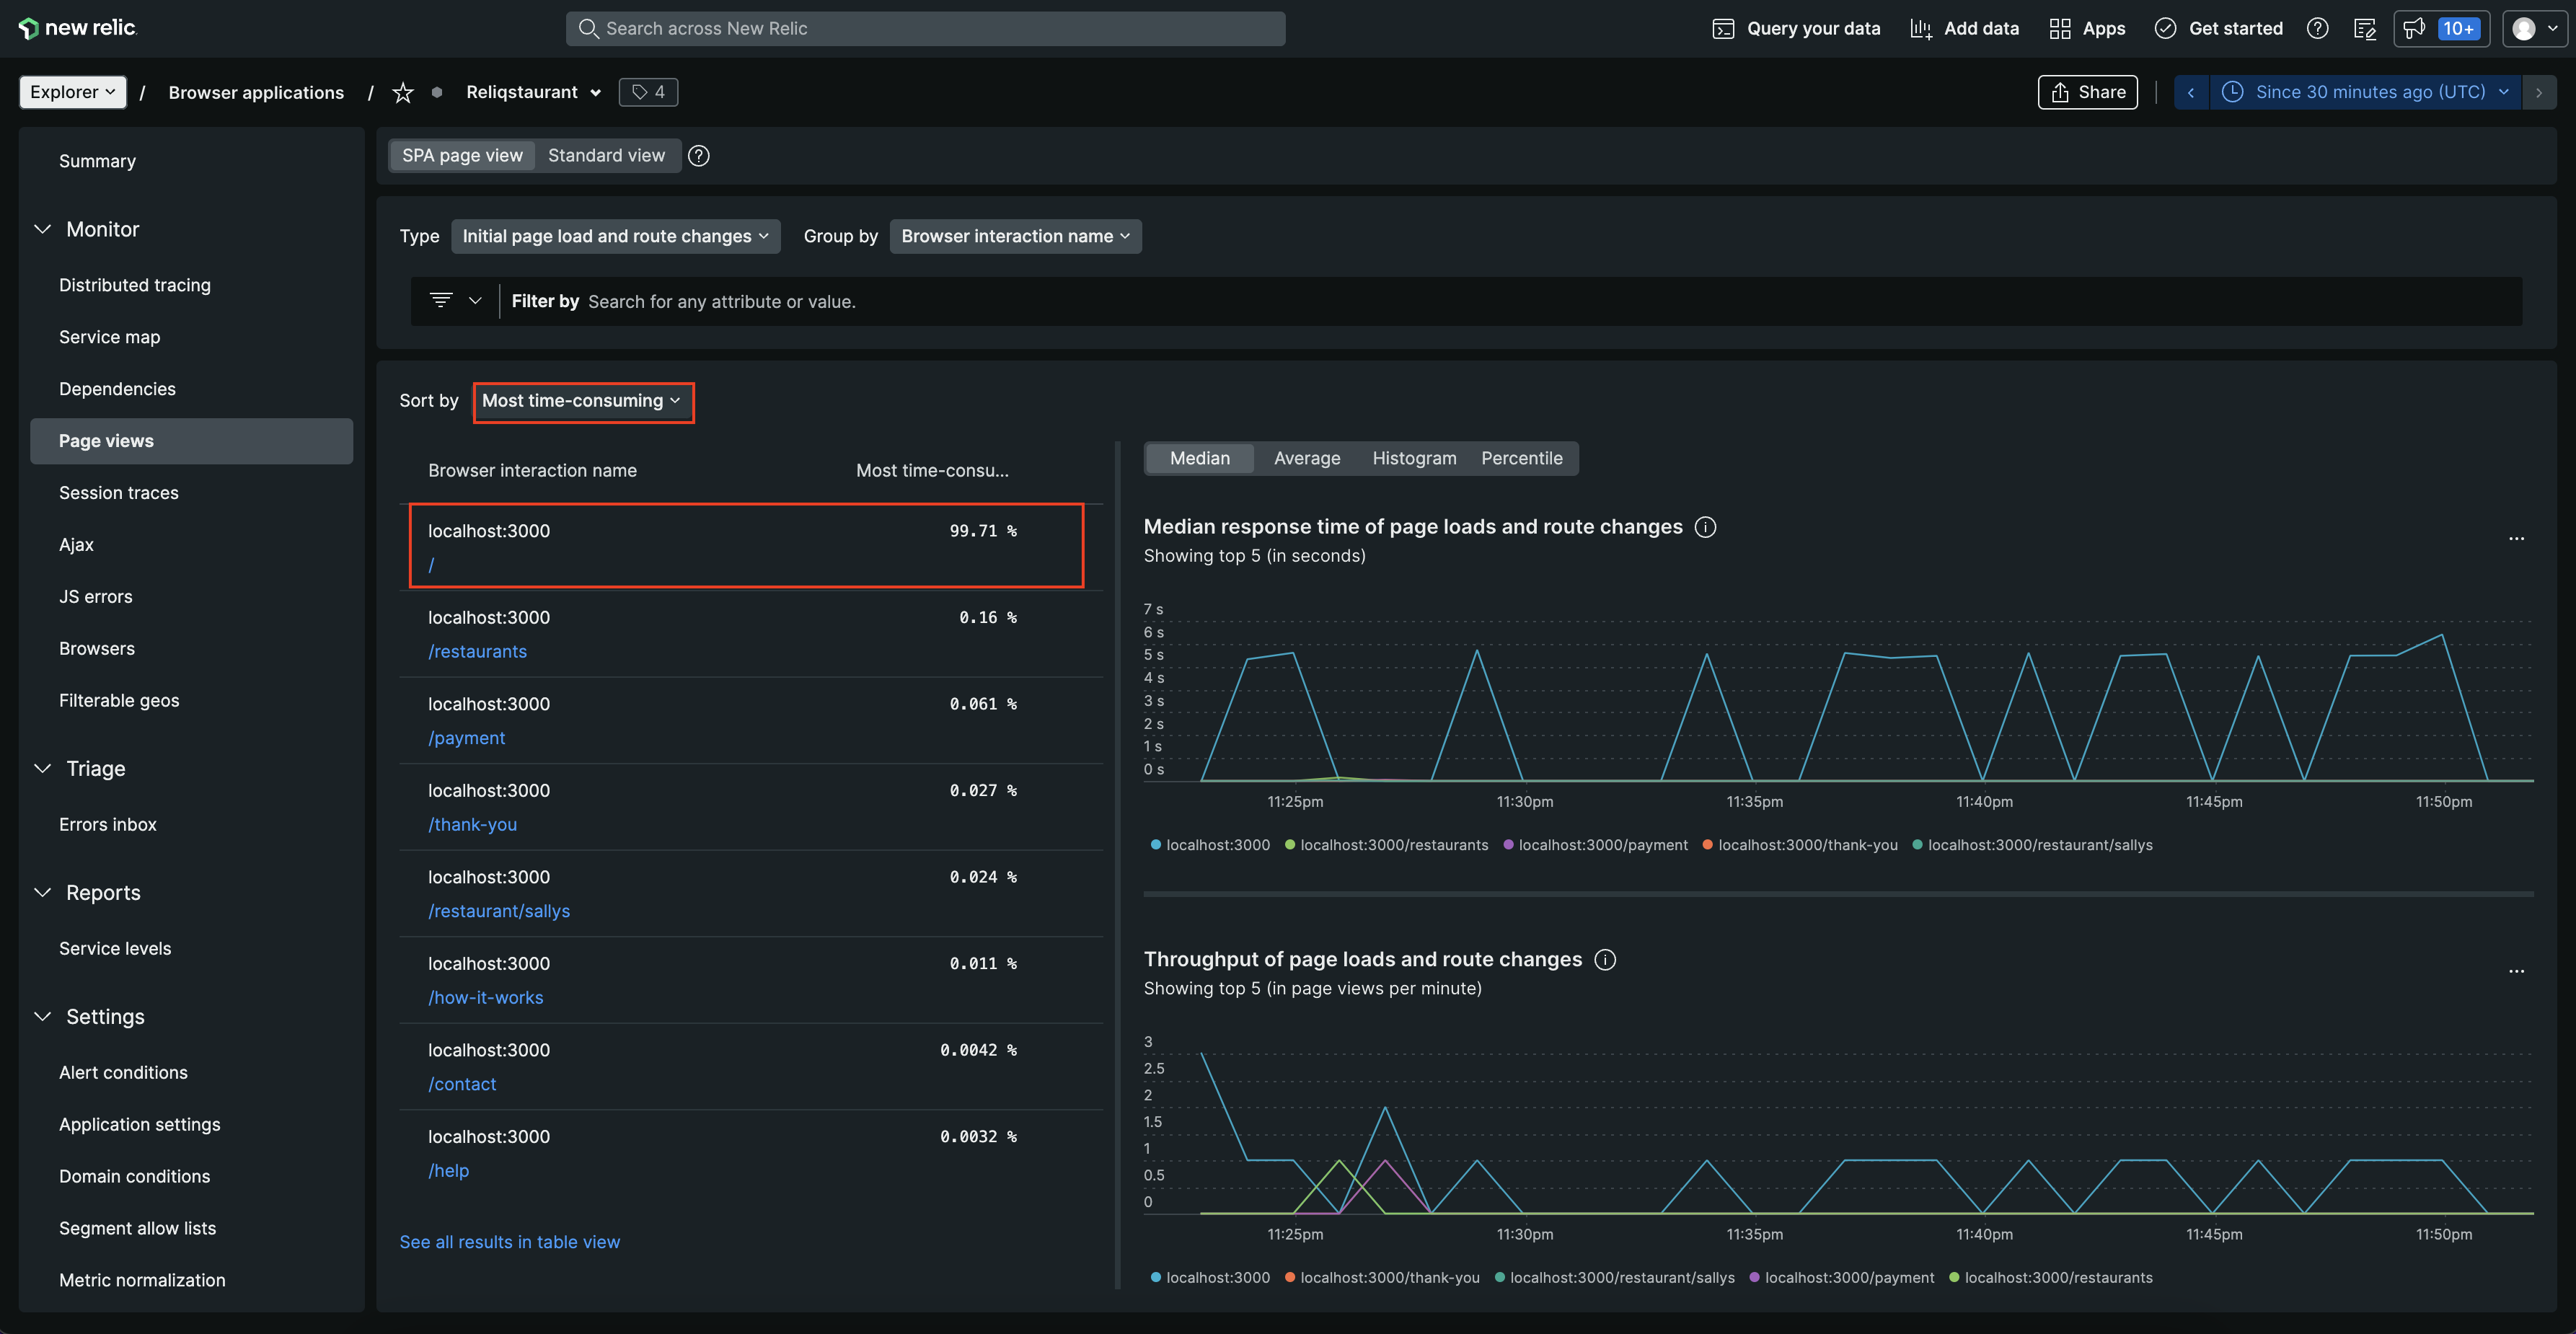 new relic.
Search across New Relic
Query your data
Add data
Apps
Get started
10+
Explorer
/
Browser applications
/
Reliqstaurant
4
Share
Since 30 minutes ago (UTC)
Summary
Monitor
Distributed tracing
Service map
Dependencies
Page views
Session traces
Ajax
JS errors
Browsers
Filterable geos
Triage
Errors inbox
Reports
Service levels
Settings
Alert conditions
Application settings
Domain conditions
Segment allow lists
Metric normalization
SPA page view
Standard view
Type Initial page load and route changes
Group by Browser interaction name
Filter by Search for any attribute or value.
Sort by Most time-consuming
Browser interaction name Most time-consu...
localhost:3000 99.71 %
/
localhost:3000 0.16 %
/restaurants
localhost:3000 0.061 %
/payment
localhost:3000 0.027 %
/thank-you
localhost:3000 0.024 %
/restaurant/sallys
localhost:3000 0.011 %
/how-it-works
localhost:3000 0.0042 %
/contact
localhost:3000 0.0032 %
/help
See all results in table view
Median Average Histogram Percentile
Median response time of page loads and route changes
Showing top 5 (in seconds)
7 s
6 s
5 s
4 s
3 s
2 s
1 s
0 s
11:25pm 11:30pm 11:35pm 11:40pm 11:45pm 11:50pm
localhost:3000 localhost:3000/restaurants localhost:3000/payment localhost:3000/thank-you localhost:3000/restaurant/sallys
Throughput of page loads and route changes
Showing top 5 (in page views per minute)
3
2.5
2
1.5
1
0.5
0
11:25pm 11:30pm 11:35pm 11:40pm 11:45pm 11:50pm
localhost:3000 localhost:3000/thank-you localhost:3000/restaurant/sallys localhost:3000/payment localhost:3000/restaurants